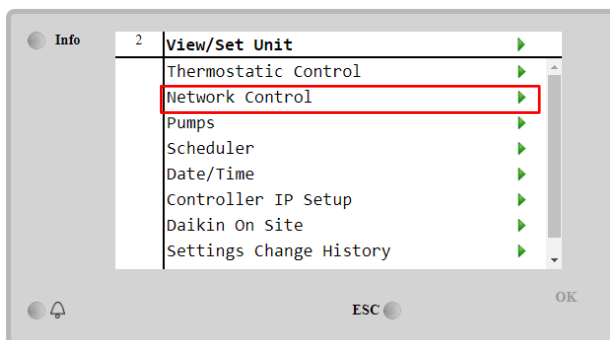 Info
2 View/Set Unit
Thermostatic Control
Network Control
Pumps
Scheduler
Date/Time
Controller IP Setup
Daikin On Site
Settings Change History
ESC
OK